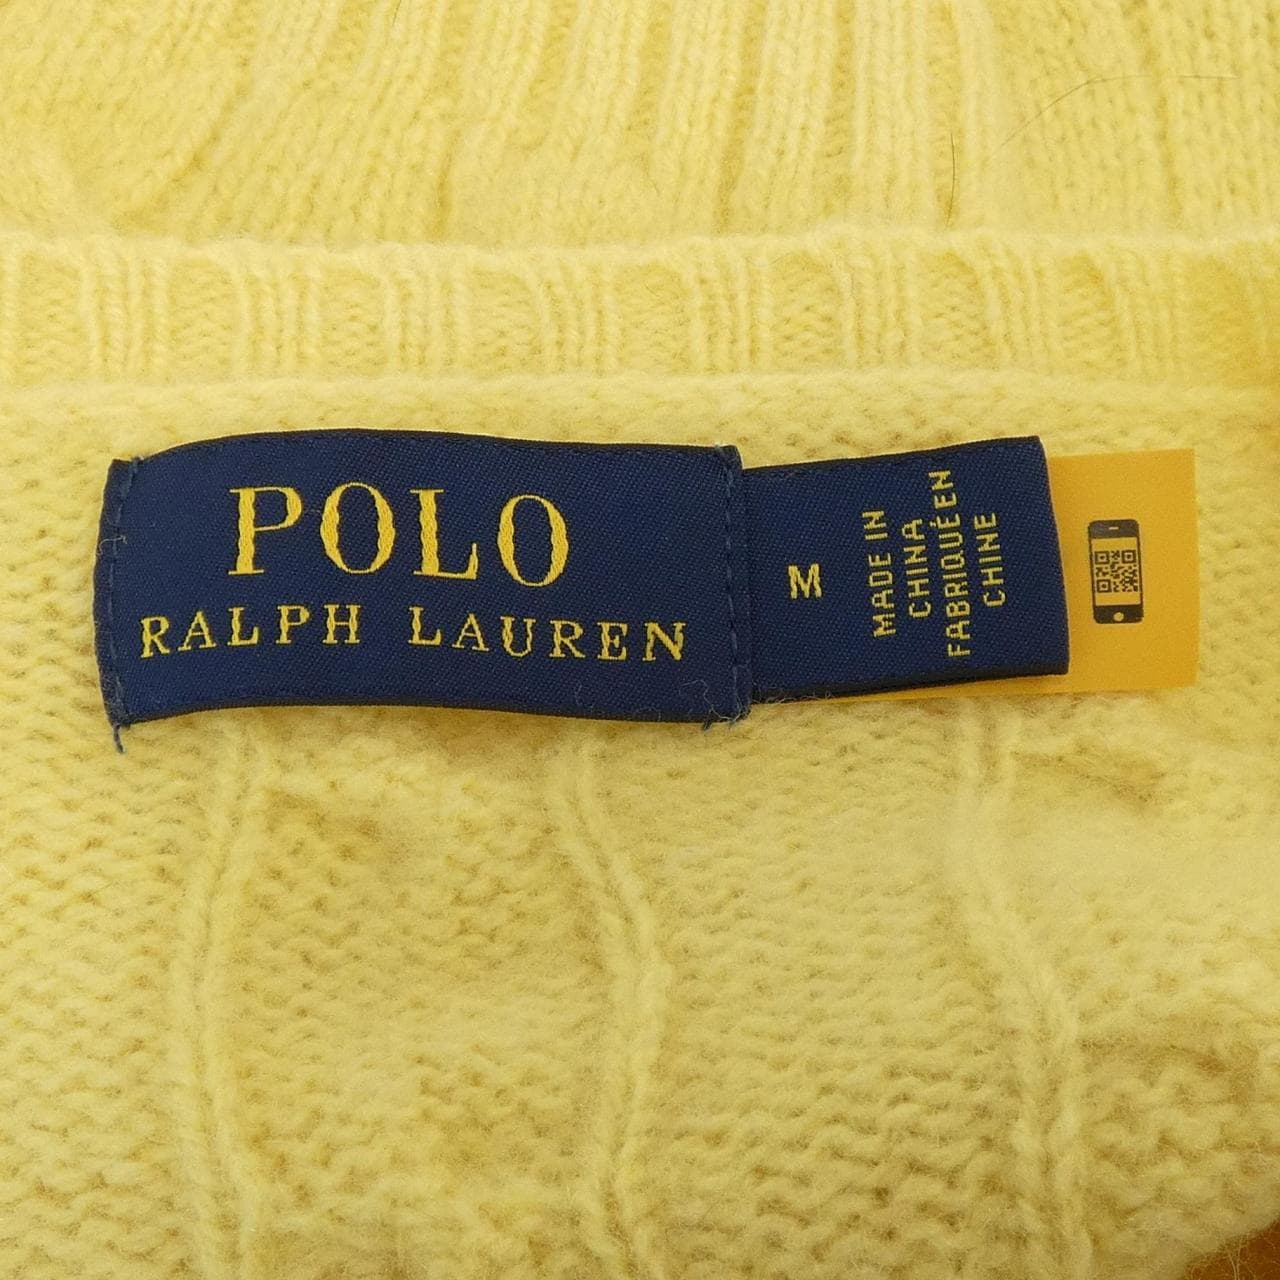 POLO
RALPH LAUREN
M
MADE IN
CHINA
FABRIQUÉ EN
CHINE